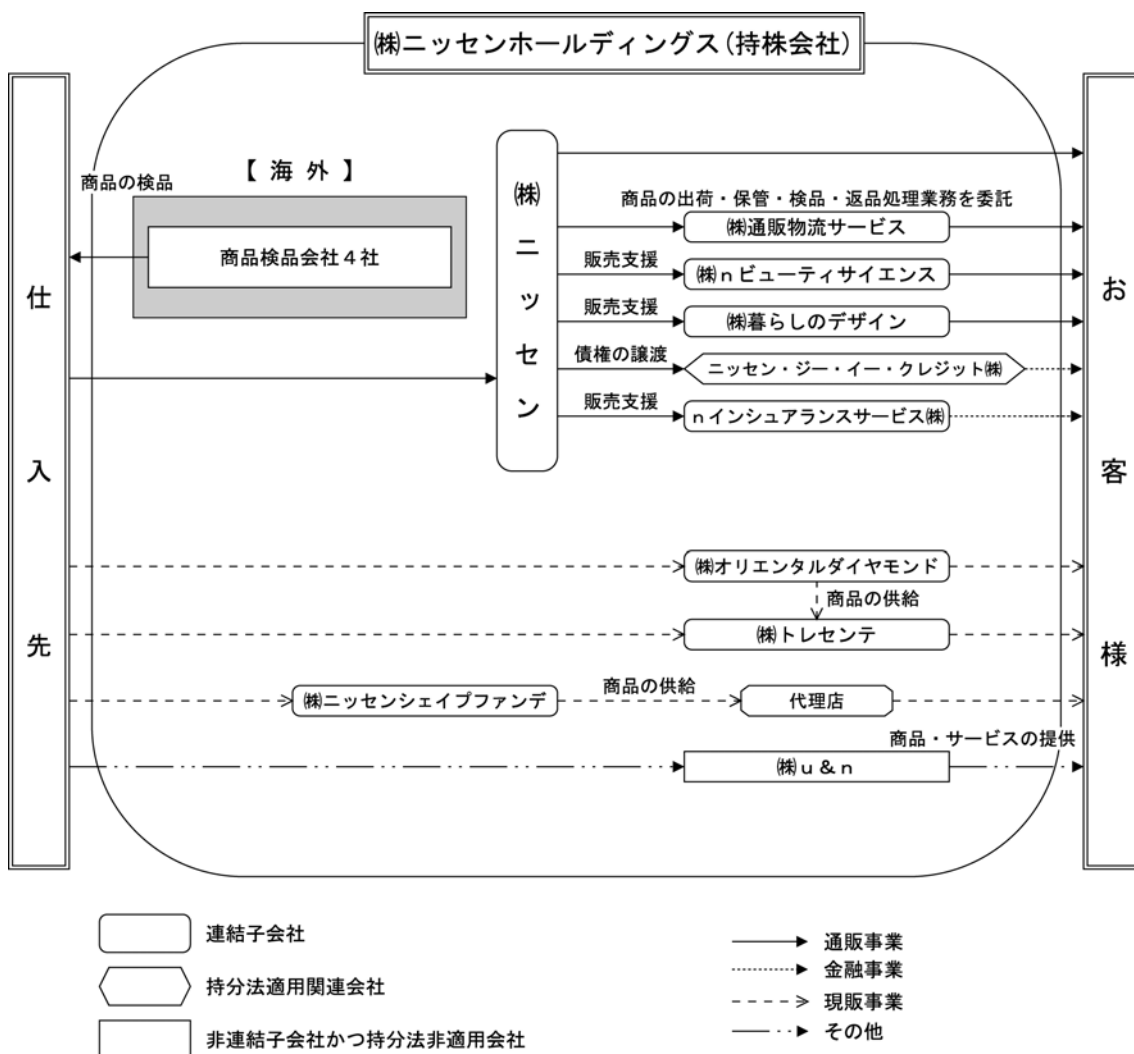 ㈱ニッセンホールディングス(持株会社)
仕入先
商品の検品
【 海 外 】
商品検品会社4社
㈱ニッセン
商品の出荷・保管・検品・返品処理業務を委託
㈱通販物流サービス
販売支援
㈱nビューティサイエンス
販売支援
㈱暮らしのデザイン
債権の譲渡
ニッセン・ジー・イー・クレジット㈱
販売支援
nインシュアランスサービス㈱
お客様
㈱オリエンタルダイヤモンド
商品の供給
㈱トレセンテ
㈱ニッセンシェイプファンデ
商品の供給
代理店
商品・サービスの提供
㈱u&n
連結子会社
持分法適用関連会社
非連結子会社かつ持分法非適用会社
通販事業
金融事業
現販事業
その他